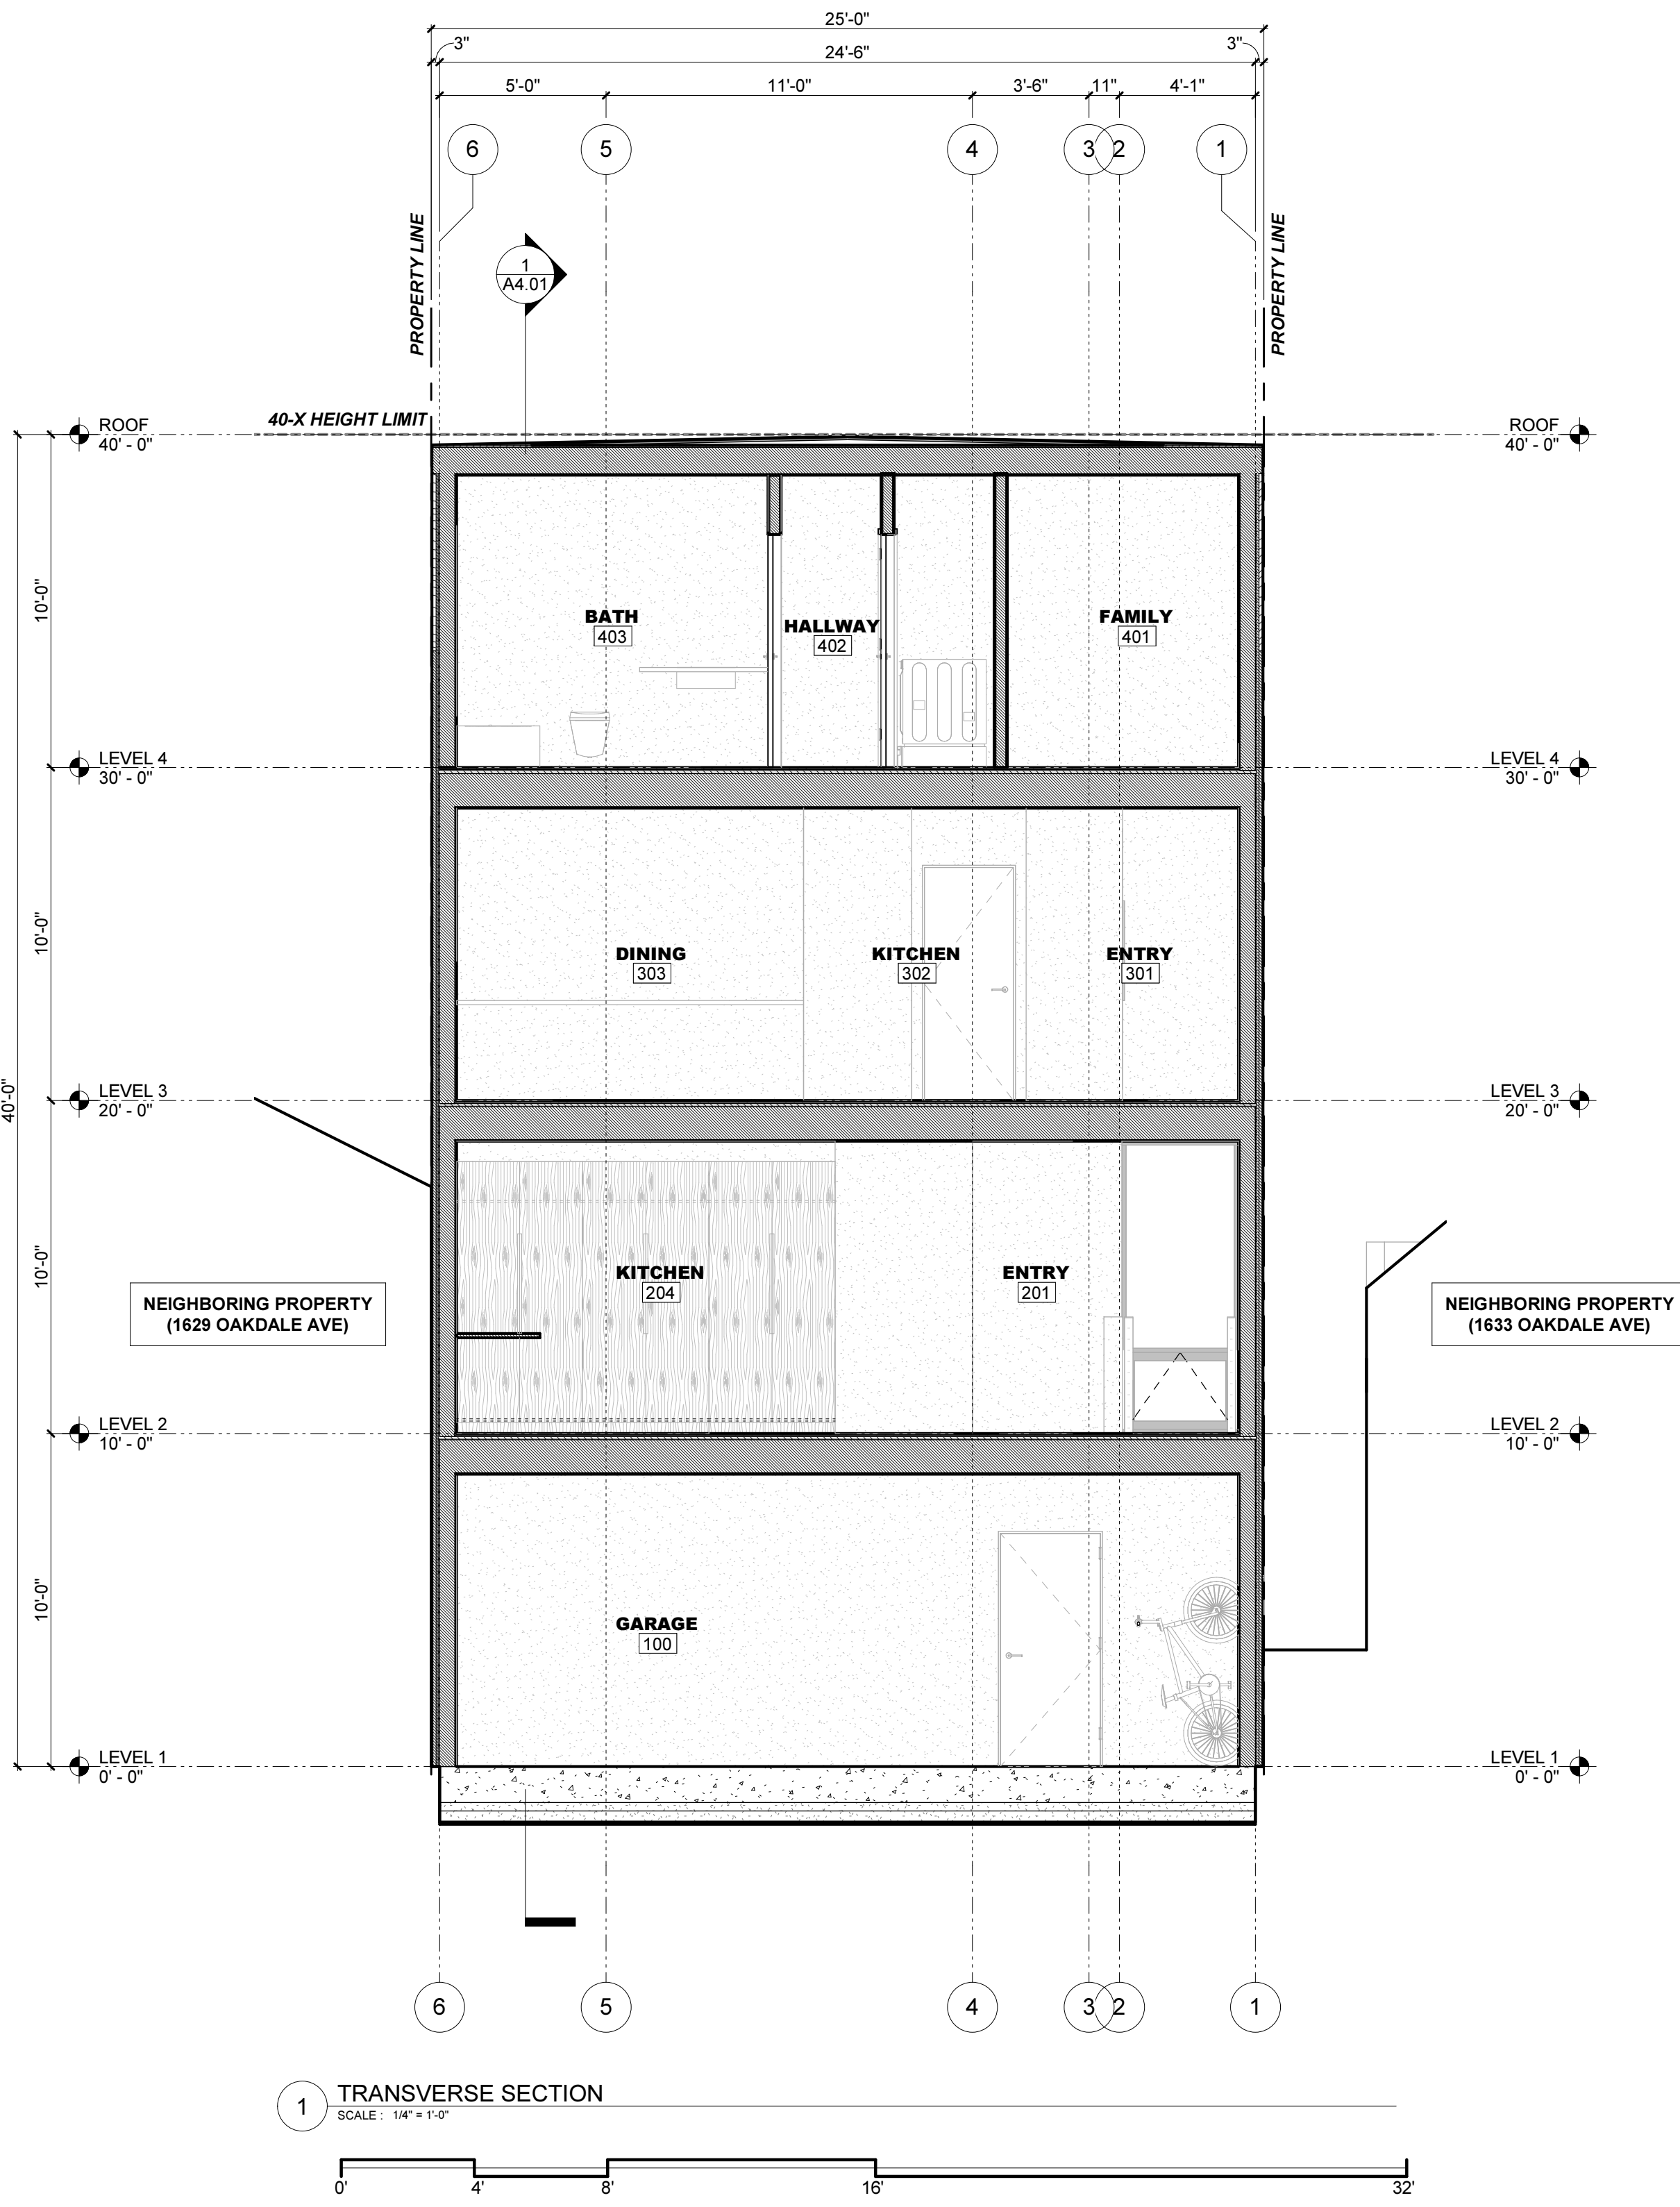 25'-0"
3"
24'-6"
3"
5'-0"
11'-0"
3'-6"
11"
4'-1"
6
5
4
3
2
1
PROPERTY LINE
PROPERTY LINE
1
A4.01
40-X HEIGHT LIMIT
ROOF
40' - 0"
ROOF
40' - 0"
10'-0"
BATH
403
HALLWAY
402
FAMILY
401
LEVEL 4
30' - 0"
LEVEL 4
30' - 0"
10'-0"
DINING
303
KITCHEN
302
ENTRY
301
LEVEL 3
20' - 0"
LEVEL 3
20' - 0"
40'-0"
10'-0"
KITCHEN
204
ENTRY
201
NEIGHBORING PROPERTY
(1629 OAKDALE AVE)
NEIGHBORING PROPERTY
(1633 OAKDALE AVE)
LEVEL 2
10' - 0"
LEVEL 2
10' - 0"
10'-0"
GARAGE
100
LEVEL 1
0' - 0"
LEVEL 1
0' - 0"
6
5
4
3
2
1
1
TRANSVERSE SECTION
SCALE : 1/4" = 1'-0"
0'
4'
8'
16'
32'